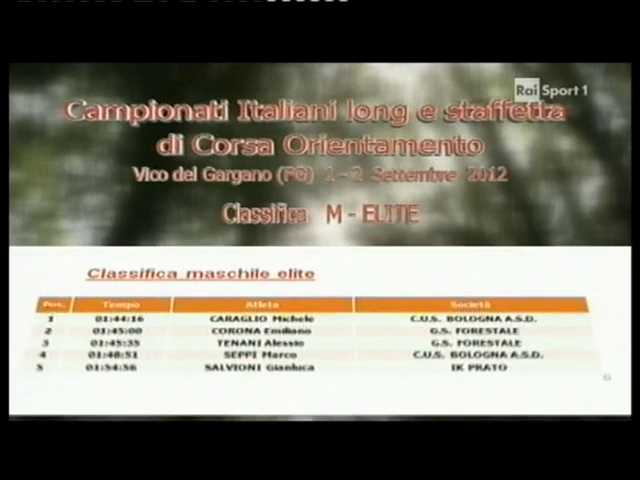 Rai Sport 1
Campionati Italiani long e staffetta
di Corsa Orientamento
Vico del Gargano (FG) 1 - 2 Settembre 2012
Classifica M - ELITE
Classifica maschile elite
Pos. Tempo Atleta Società
1 01:44:16 CARAGLIO Michele C.U.S. BOLOGNA A.S.D.
2 01:45:00 CORONA Emiliano G.S. FORESTALE
3 01:45:35 TENANI Alessio G.S. FORESTALE
4 01:48:51 SEPPI Marco C.U.S. BOLOGNA A.S.D.
5 01:54:56 SALVIONI Gianluca IK PRATO